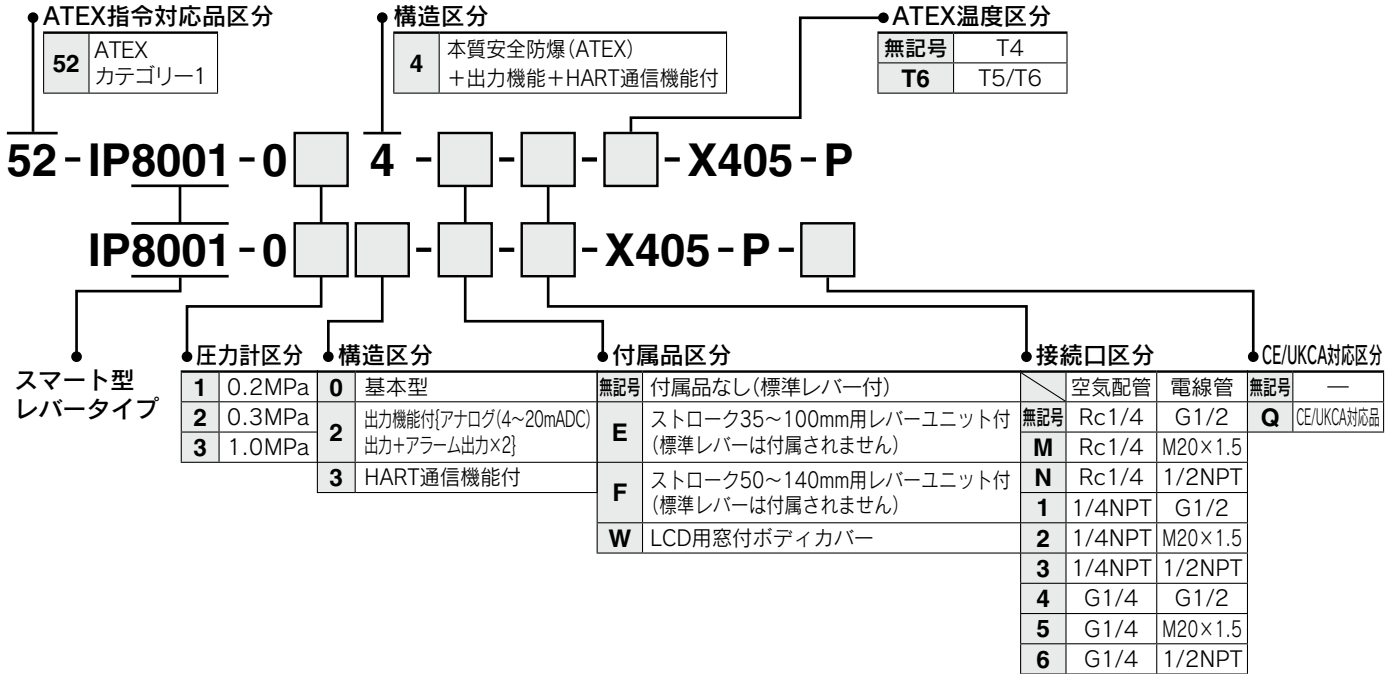 ATEX指令対応品区分
52 ATEX
カテゴリー1
構造区分
4 本質安全防爆(ATEX)
+出力機能+HART通信機能付
ATEX温度区分
無記号 T4
T6 T5/T6
52-IP8001-0 4 - - -X405-P
IP8001-0 - - -X405-P-
スマート型
レバータイプ
圧力計区分
1 0.2MPa
2 0.3MPa
3 1.0MPa
構造区分
0 基本型
2 出力機能付{アナログ(4~20mADC)
出力+アラーム出力×2}
3 HART通信機能付
付属品区分
無記号 付属品なし(標準レバー付)
E ストローク35~100mm用レバーユニット付
(標準レバーは付属されません)
F ストローク50~140mm用レバーユニット付
(標準レバーは付属されません)
W LCD用窓付ボディカバー
接続口区分
空気配管 電線管
無記号 Rc1/4 G1/2
M Rc1/4 M20×1.5
N Rc1/4 1/2NPT
1 1/4NPT G1/2
2 1/4NPT M20×1.5
3 1/4NPT 1/2NPT
4 G1/4 G1/2
5 G1/4 M20×1.5
6 G1/4 1/2NPT
CE/UKCA対応区分
無記号 —
Q CE/UKCA対応品